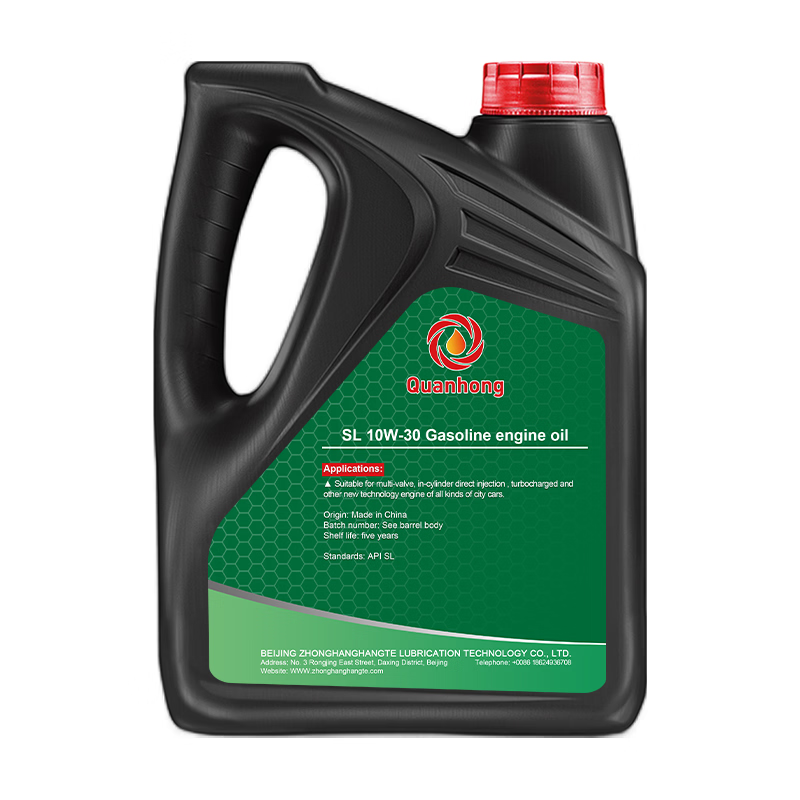 Quanhong
SL 10W-30 Gasoline engine oil
Applications:
▲ Suitable for multi-valve, in-cylinder direct injection , turbocharged and
other new technology engine of all kinds of city cars.
Origin: Made in China
Batch number: See barrel body
Shelf life: five years
Standards: API SL
BEIJING ZHONGHANGHANGTE LUBRICATION TECHNOLOGY CO., LTD.
Address: No. 3 Rongjing East Street, Daxing District, Beijing Telephone: +0086 18624936708
Website: WWW.zhonghanghangte.com